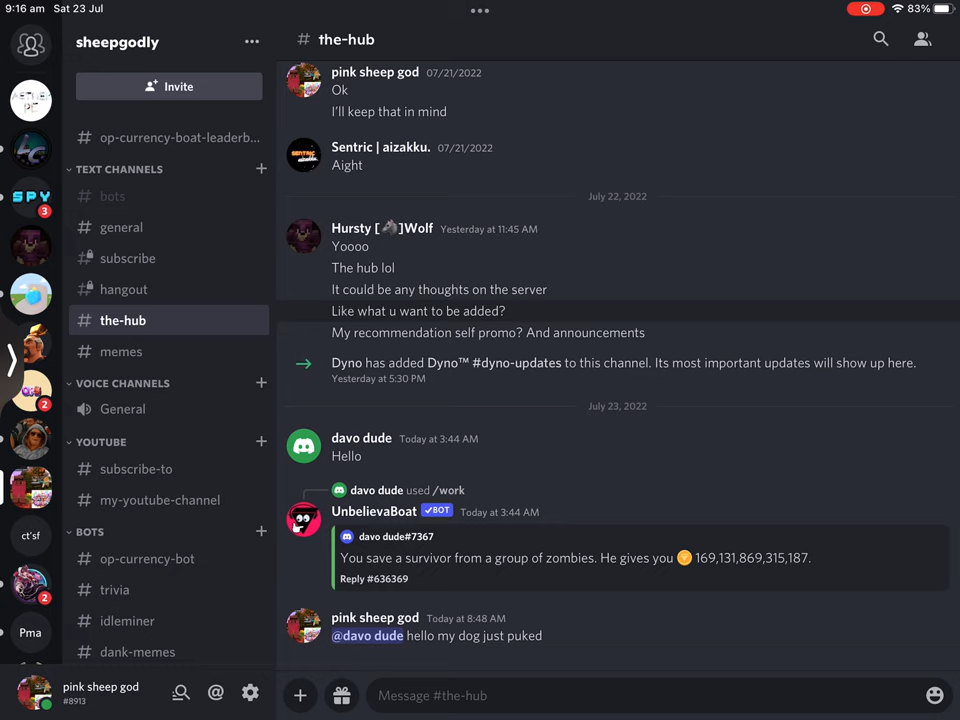 9:16 am Sat 23 Jul
83%
sheepgodly
Invite
op-currency-boat-leaderb...
TEXT CHANNELS
bots
general
subscribe
hangout
the-hub
memes
VOICE CHANNELS
General
YOUTUBE
subscribe-to
my-youtube-channel
BOTS
op-currency-bot
trivia
idleminer
dank-memes
SPY
3
2
ct'sf
2
Pma
pink sheep god
#8913
# the-hub
pink sheep god 07/21/2022
Ok
I'll keep that in mind
Sentric | aizakku. 07/21/2022
Aight
July 22, 2022
Hursty [🐺]Wolf Yesterday at 11:45 AM
Yoooo
The hub lol
It could be any thoughts on the server
Like what u want to be added?
My recommendation self promo? And announcements
Dyno has added Dyno™ #dyno-updates to this channel. Its most important updates will show up here.
Yesterday at 5:30 PM
July 23, 2022
davo dude Today at 3:44 AM
Hello
davo dude used /work
UnbelievaBoat ✓BOT Today at 3:44 AM
davo dude#7367
You save a survivor from a group of zombies. He gives you 169,131,869,315,187.
Reply #636369
pink sheep god Today at 8:48 AM
@davo dude hello my dog just puked
Message #the-hub